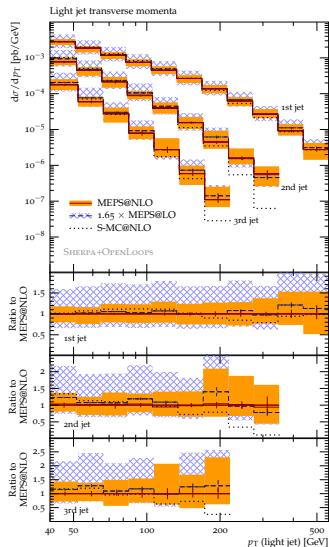 Light jet transverse momenta
dσ/dpT [pb/GeV]
10−3
10−4
10−5
10−6
10−7
10−8
1st jet
2nd jet
3rd jet
MEPS@NLO
1.65 × MEPS@LO
S-MC@NLO
SHERPA+OPENLOOPS
Ratio to
MEPS@NLO
1.5
1
0.5
1st jet
Ratio to
MEPS@NLO
2
1.5
1
0.5
2nd jet
Ratio to
MEPS@NLO
2.5
2
1.5
1
0.5
3rd jet
40 50 100 200 500
pT (light jet) [GeV]